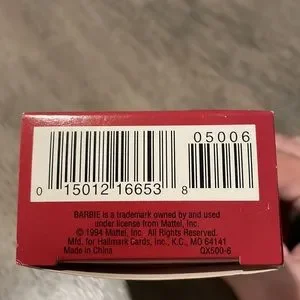 05006
0 15012 16653 8
BARBIE is a trademark owned by and used
under license from Mattel, Inc.
© 1994 Mattel, Inc. All Rights Reserved.
Mfd. for Hallmark Cards, Inc., K.C., MO 64141
Made in China QX500-6